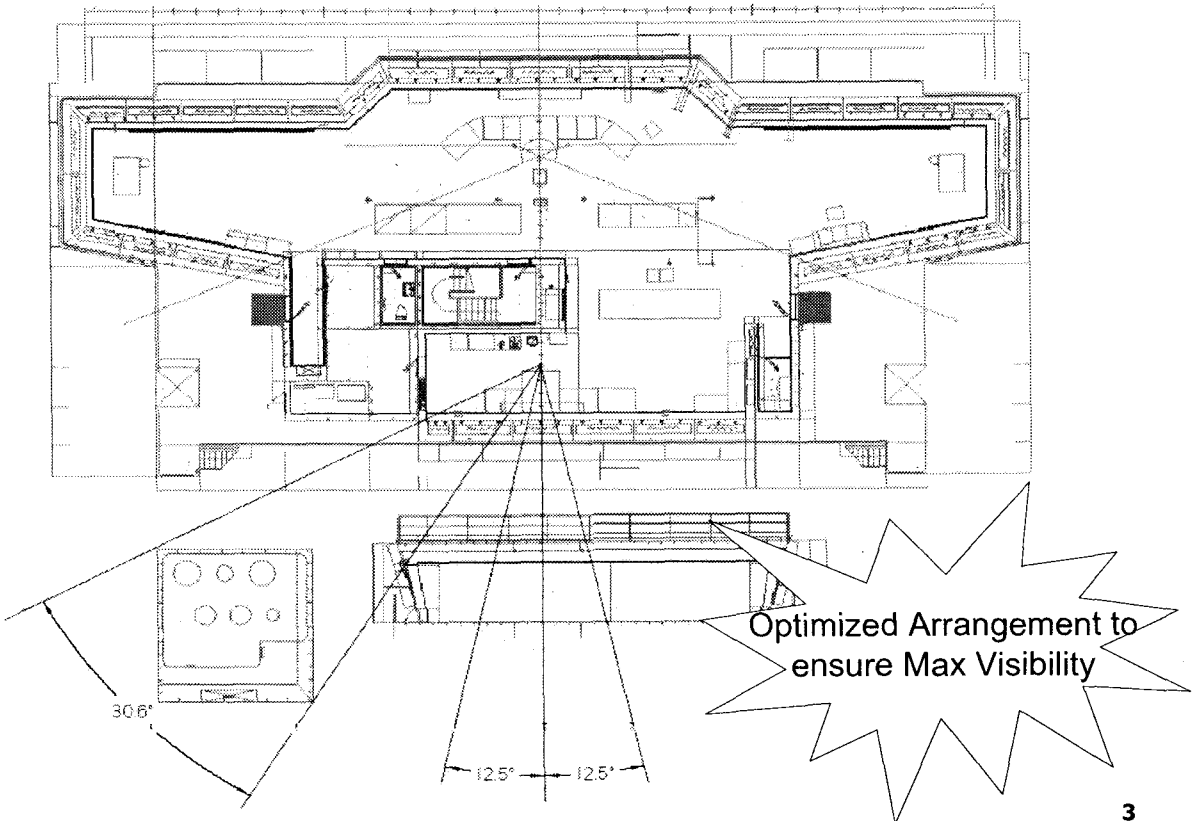 Optimized Arrangement to
ensure Max Visibility
30.6°
12.5° 12.5°
3